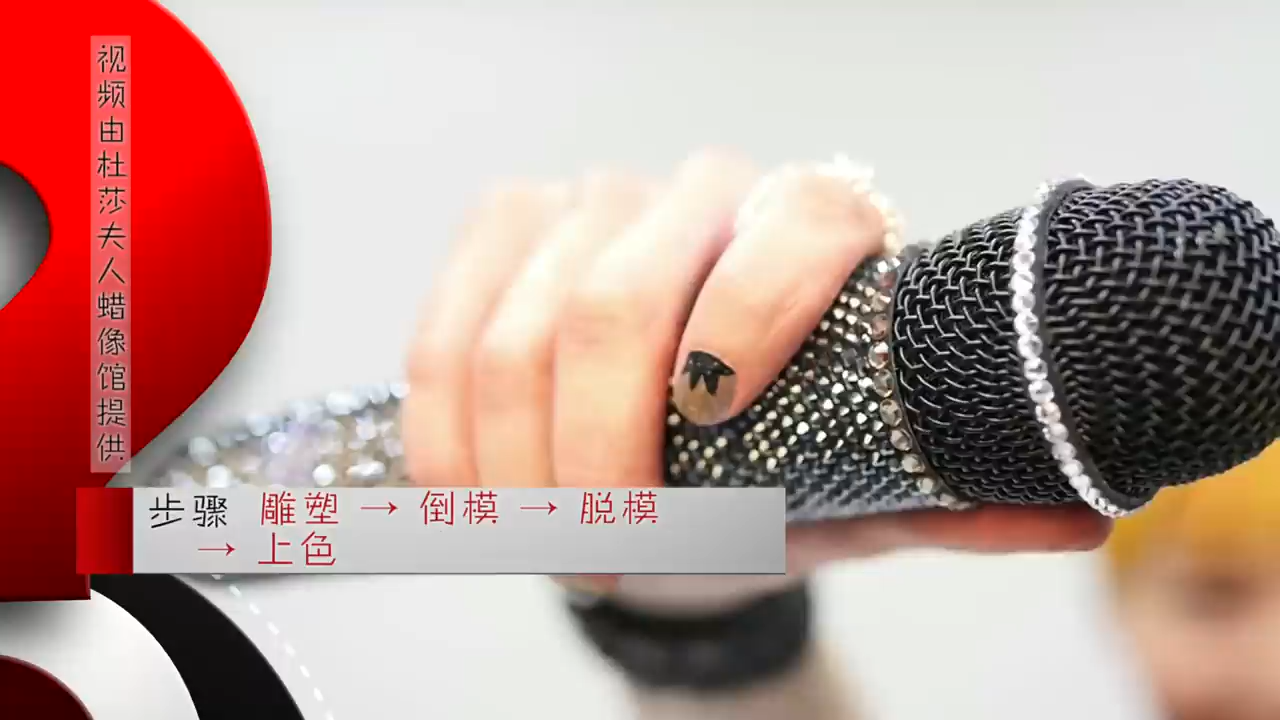 视频由杜莎夫人蜡像馆提供
步骤 雕塑 → 倒模 → 脱模
→ 上色